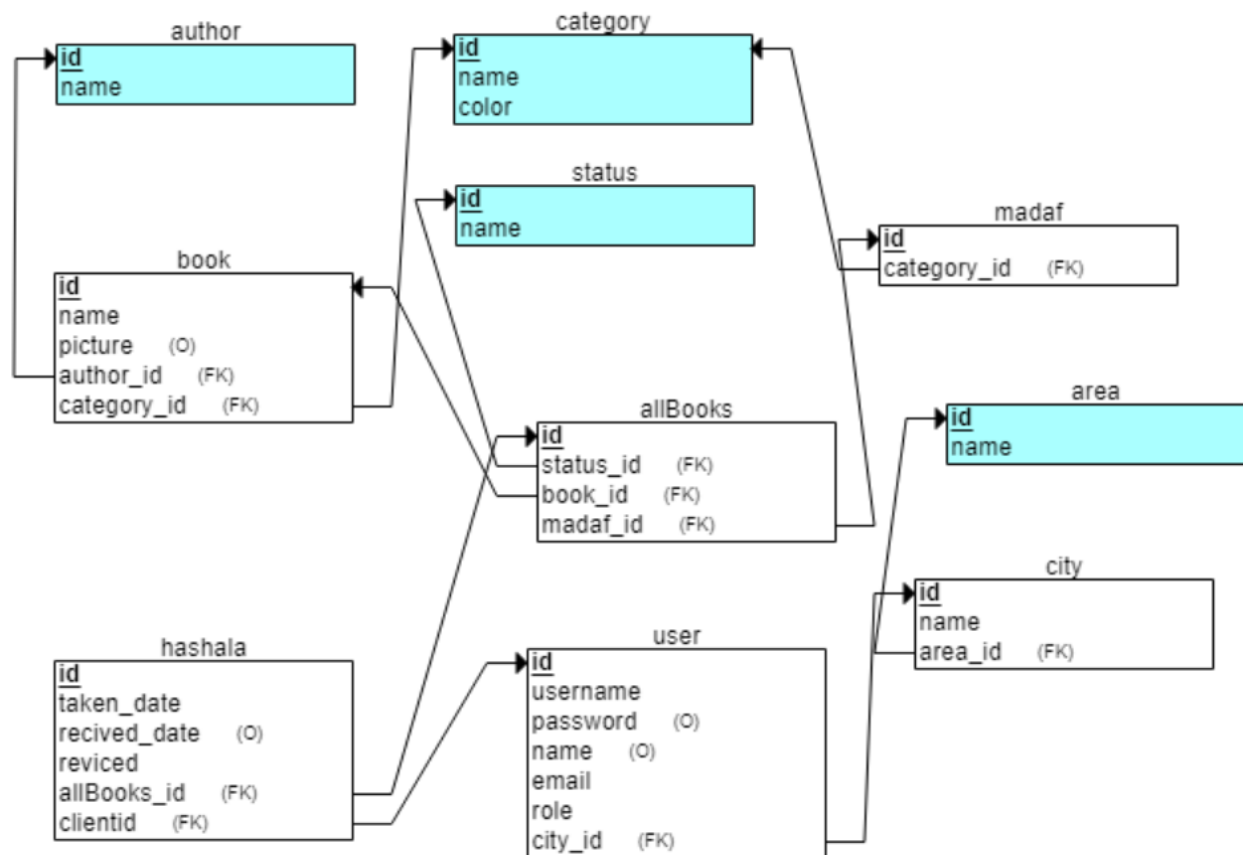 author
id
name
category
id
name
color
status
id
name
madaf
id
category_id (FK)
book
id
name
picture (O)
author_id (FK)
category_id (FK)
allBooks
id
status_id (FK)
book_id (FK)
madaf_id (FK)
area
id
name
city
id
name
area_id (FK)
hashala
id
taken_date
recived_date (O)
reviced
allBooks_id (FK)
clientid (FK)
user
id
username
password (O)
name (O)
email
role
city_id (FK)